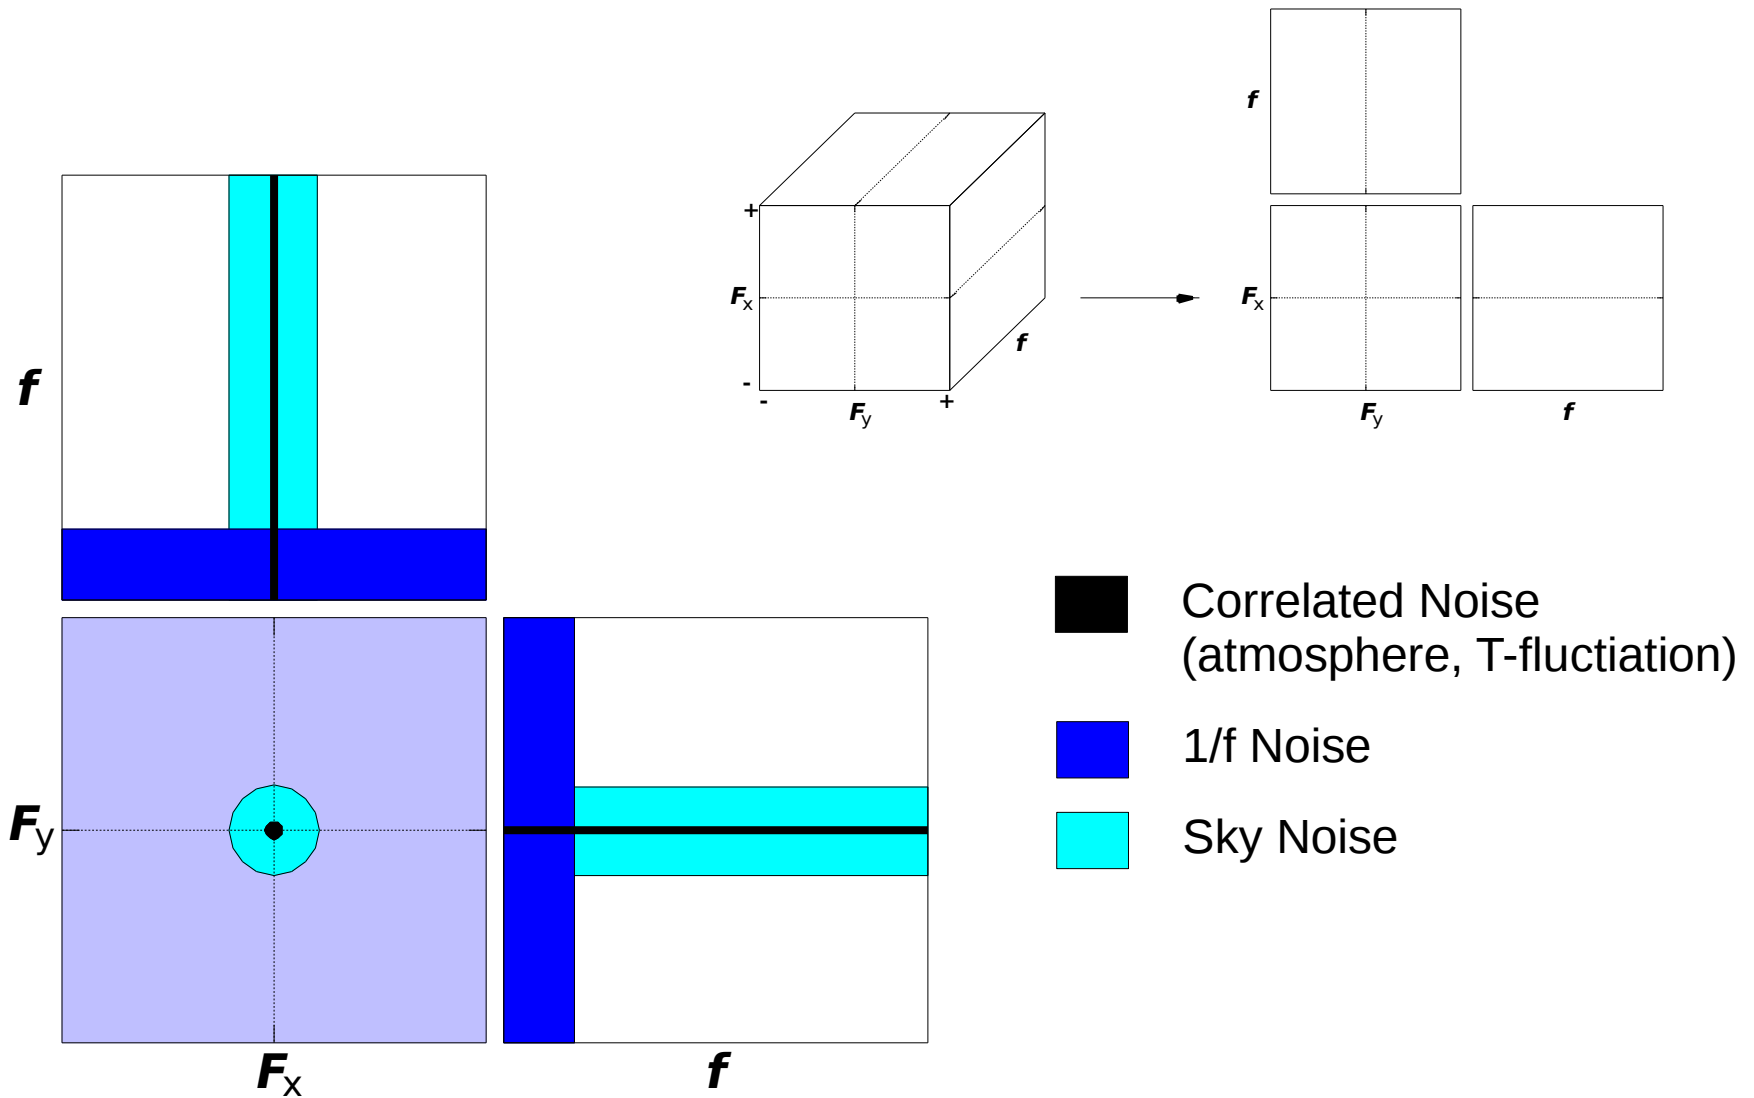 f
+
Fx
f
-
-
Fy
+
f
Fx
Fy
f
f
Fy
Fx
f
Correlated Noise
(atmosphere, T-fluctiation)
1/f Noise
Sky Noise